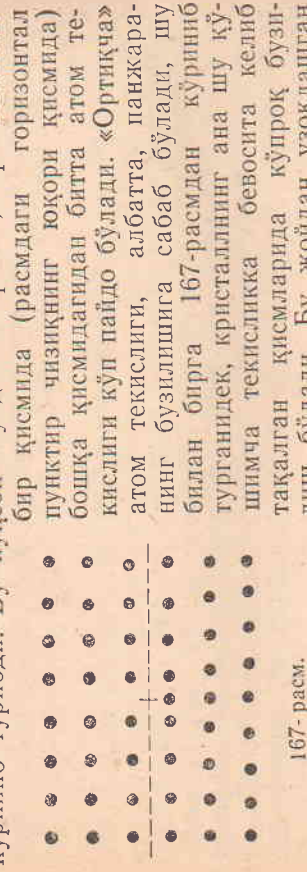 бир қисмида (расмдаги горизонтал
пунктир чизиқнинг юқори қисмида)
бошқа қисмидагидан битта атом те-
кислиги кўп пайдо бўлади. «Ортиқча»
атом текислиги, албатта, панжара-
нинг бузилишига сабаб бўлади, шу
билан бирга 167-расмдан кўриниб
турганидек, кристаллнинг ана шу қў-
шимча текисликка бевосита келиб
тақалган қисмларида кўпроқ бузи-
167- расм.